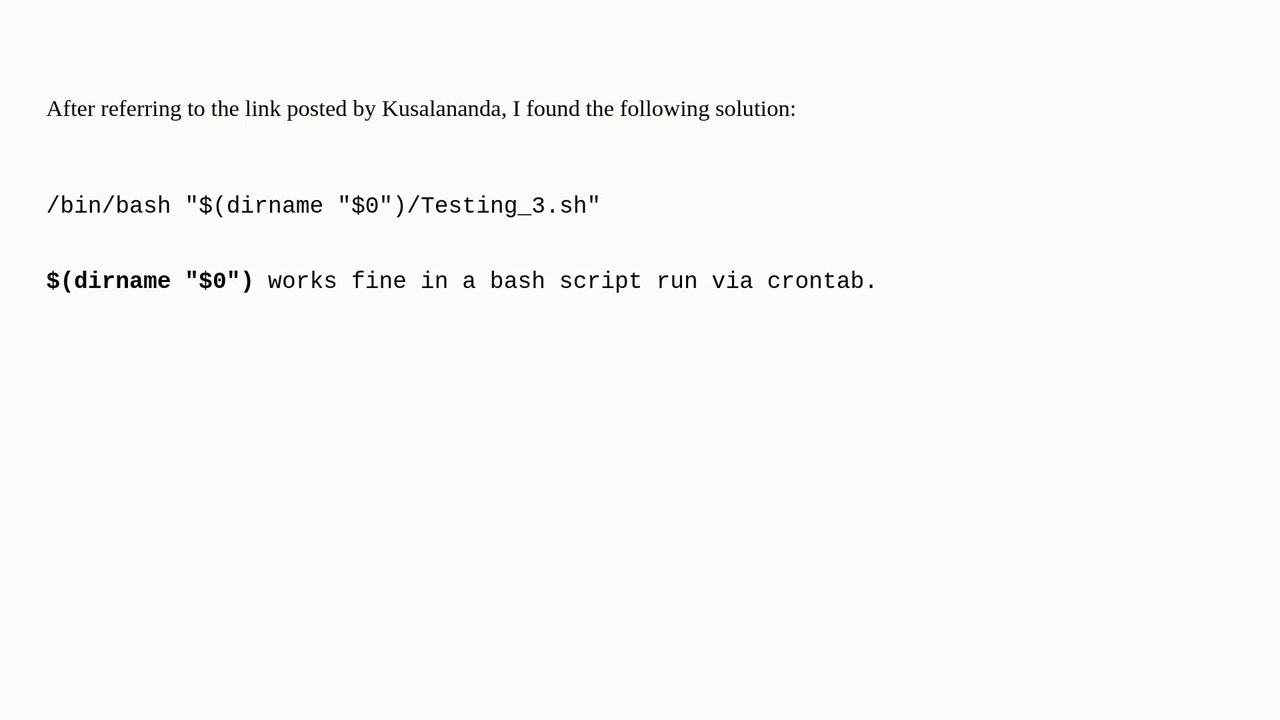 After referring to the link posted by Kusalananda, I found the following solution:
/bin/bash "$(dirname "$0")/Testing_3.sh"
$(dirname "$0") works fine in a bash script run via crontab.